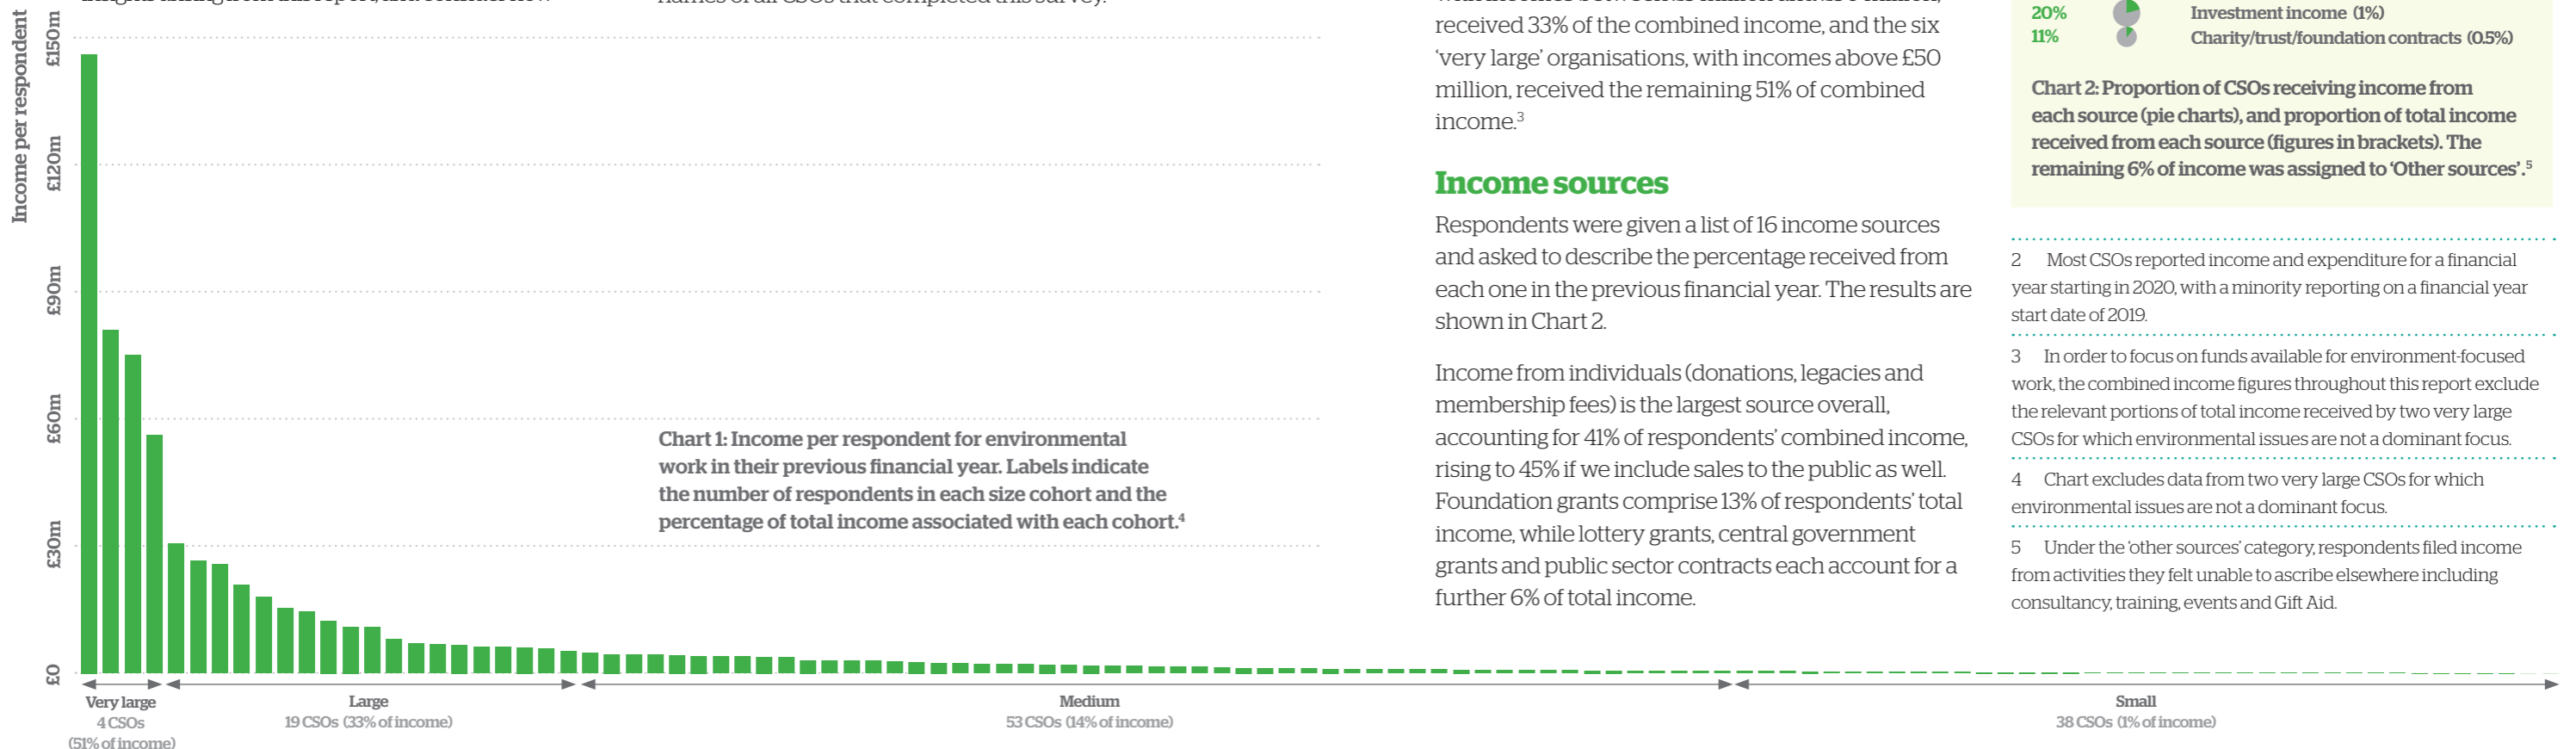 names of all CSOs that completed this survey.
Income per respondent
£150m
£120m
£90m
£60m
£30m
£0
Chart 1: Income per respondent for environmental
work in their previous financial year. Labels indicate
the number of respondents in each size cohort and the
percentage of total income associated with each cohort.4
Very large
4 CSOs
(51% of income)
Large
19 CSOs (33% of income)
Medium
53 CSOs (14% of income)
Small
38 CSOs (1% of income)
received 33% of the combined income, and the six
‘very large’ organisations, with incomes above £50
million, received the remaining 51% of combined
income.3
Income sources
Respondents were given a list of 16 income sources
and asked to describe the percentage received from
each one in the previous financial year. The results are
shown in Chart 2.
Income from individuals (donations, legacies and
membership fees) is the largest source overall,
accounting for 41% of respondents’ combined income,
rising to 45% if we include sales to the public as well.
Foundation grants comprise 13% of respondents’ total
income, while lottery grants, central government
grants and public sector contracts each account for a
further 6% of total income.
20% Investment income (1%)
11% Charity/trust/foundation contracts (0.5%)
Chart 2: Proportion of CSOs receiving income from
each source (pie charts), and proportion of total income
received from each source (figures in brackets). The
remaining 6% of income was assigned to ‘Other sources’.5
2 Most CSOs reported income and expenditure for a financial
year starting in 2020, with a minority reporting on a financial year
start date of 2019.
3 In order to focus on funds available for environment-focused
work, the combined income figures throughout this report exclude
the relevant portions of total income received by two very large
CSOs for which environmental issues are not a dominant focus.
4 Chart excludes data from two very large CSOs for which
environmental issues are not a dominant focus.
5 Under the ‘other sources’ category, respondents filed income
from activities they felt unable to ascribe elsewhere including
consultancy, training, events and Gift Aid.